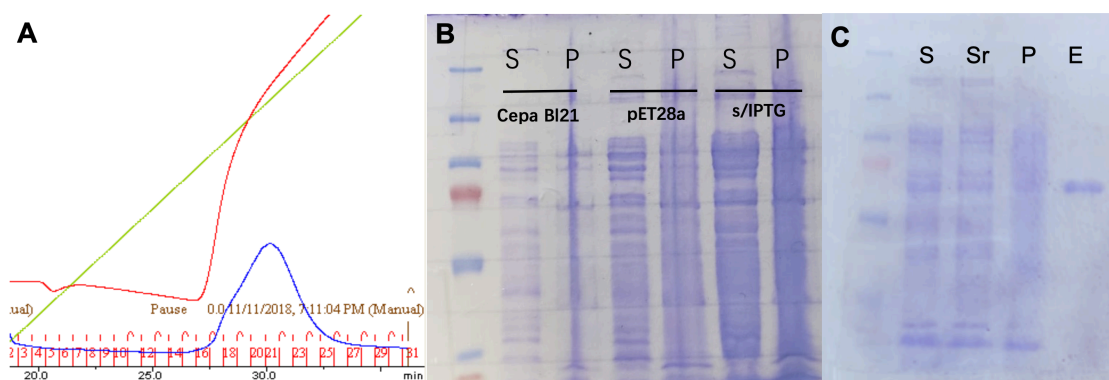 A
ual)
Pause
0.0 11/11/2018, 7:11:04 PM (Manual)
2 3 4 5 6 7 8 9 10 12 14 16 18 20 21 23 25 27 29 31
20.0 25.0 30.0 min
B
S P S P S P
Cepa Bl21 pET28a s/IPTG
C
S Sr P E